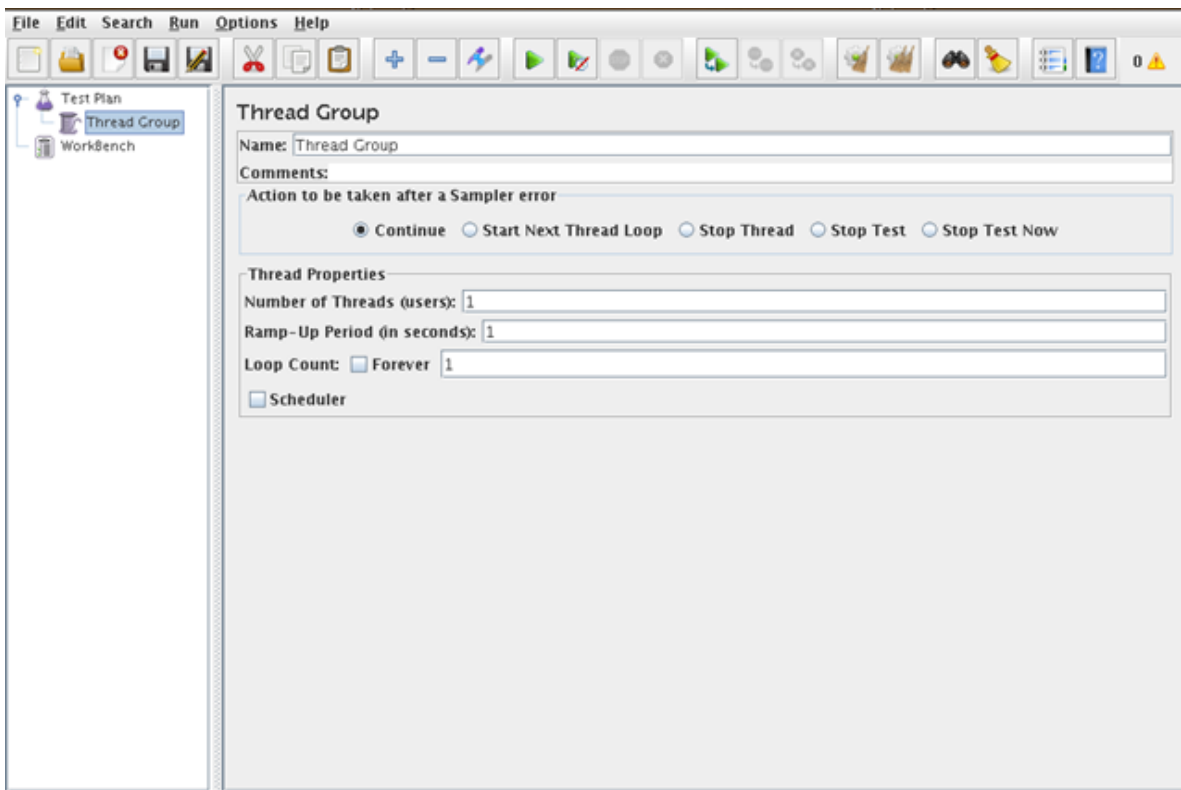 File Edit Search Run Options Help
0
Test Plan
Thread Group
WorkBench
Thread Group
Name: Thread Group
Comments:
Action to be taken after a Sampler error
Continue Start Next Thread Loop Stop Thread Stop Test Stop Test Now
Thread Properties
Number of Threads (users): 1
Ramp-Up Period (in seconds): 1
Loop Count: Forever 1
Scheduler